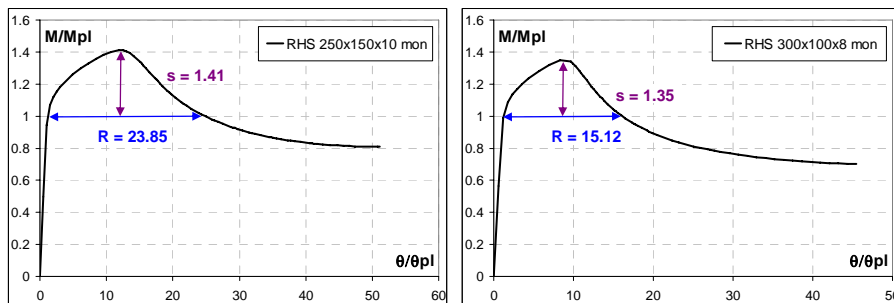 M/Mpl
RHS 250x150x10 mon
s = 1.41
R = 23.85
θ/θpl
1.6
1.4
1.2
1
0.8
0.6
0.4
0.2
0
0 10 20 30 40 50 60
M/Mpl
RHS 300x100x8 mon
s = 1.35
R = 15.12
θ/θpl
1.6
1.4
1.2
1
0.8
0.6
0.4
0.2
0
0 10 20 30 40 50